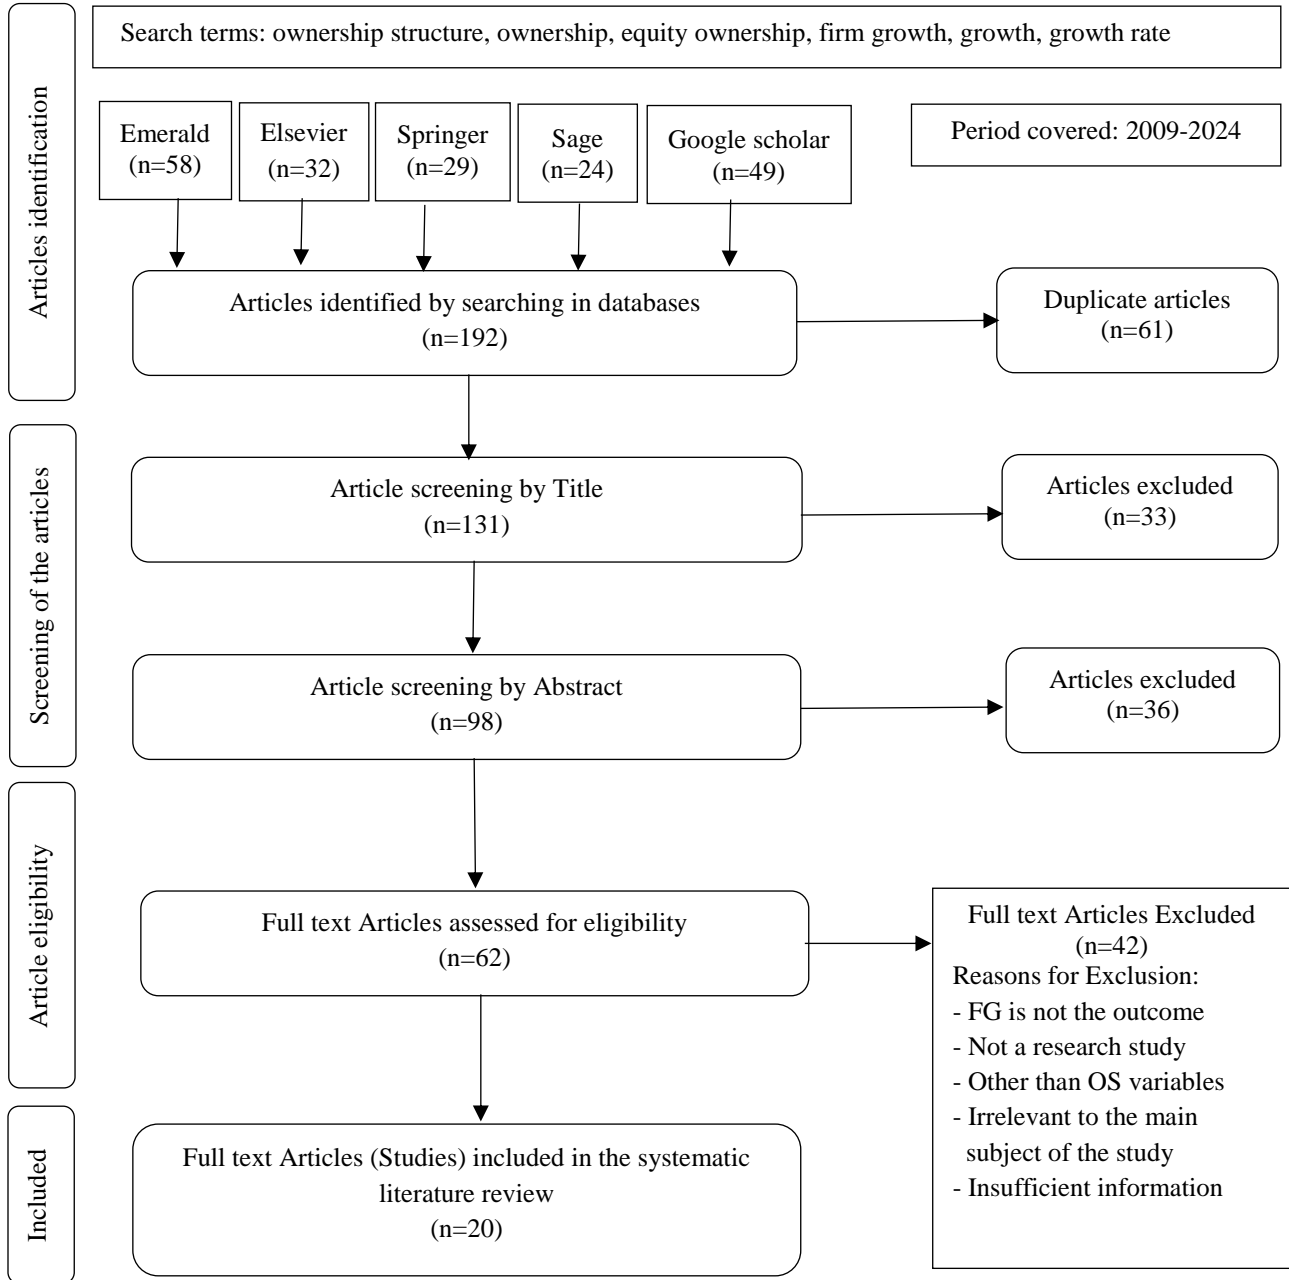 Search terms: ownership structure, ownership, equity ownership, firm growth, growth, growth rate
Articles identification
Emerald
(n=58)
Elsevier
(n=32)
Springer
(n=29)
Sage
(n=24)
Google scholar
(n=49)
Period covered: 2009-2024
Articles identified by searching in databases
(n=192)
Duplicate articles
(n=61)
Screening of the articles
Article screening by Title
(n=131)
Articles excluded
(n=33)
Article screening by Abstract
(n=98)
Articles excluded
(n=36)
Article eligibility
Full text Articles assessed for eligibility
(n=62)
Full text Articles Excluded
(n=42)
Reasons for Exclusion:
- FG is not the outcome
- Not a research study
- Other than OS variables
- Irrelevant to the main
subject of the study
- Insufficient information
Included
Full text Articles (Studies) included in the systematic
literature review
(n=20)